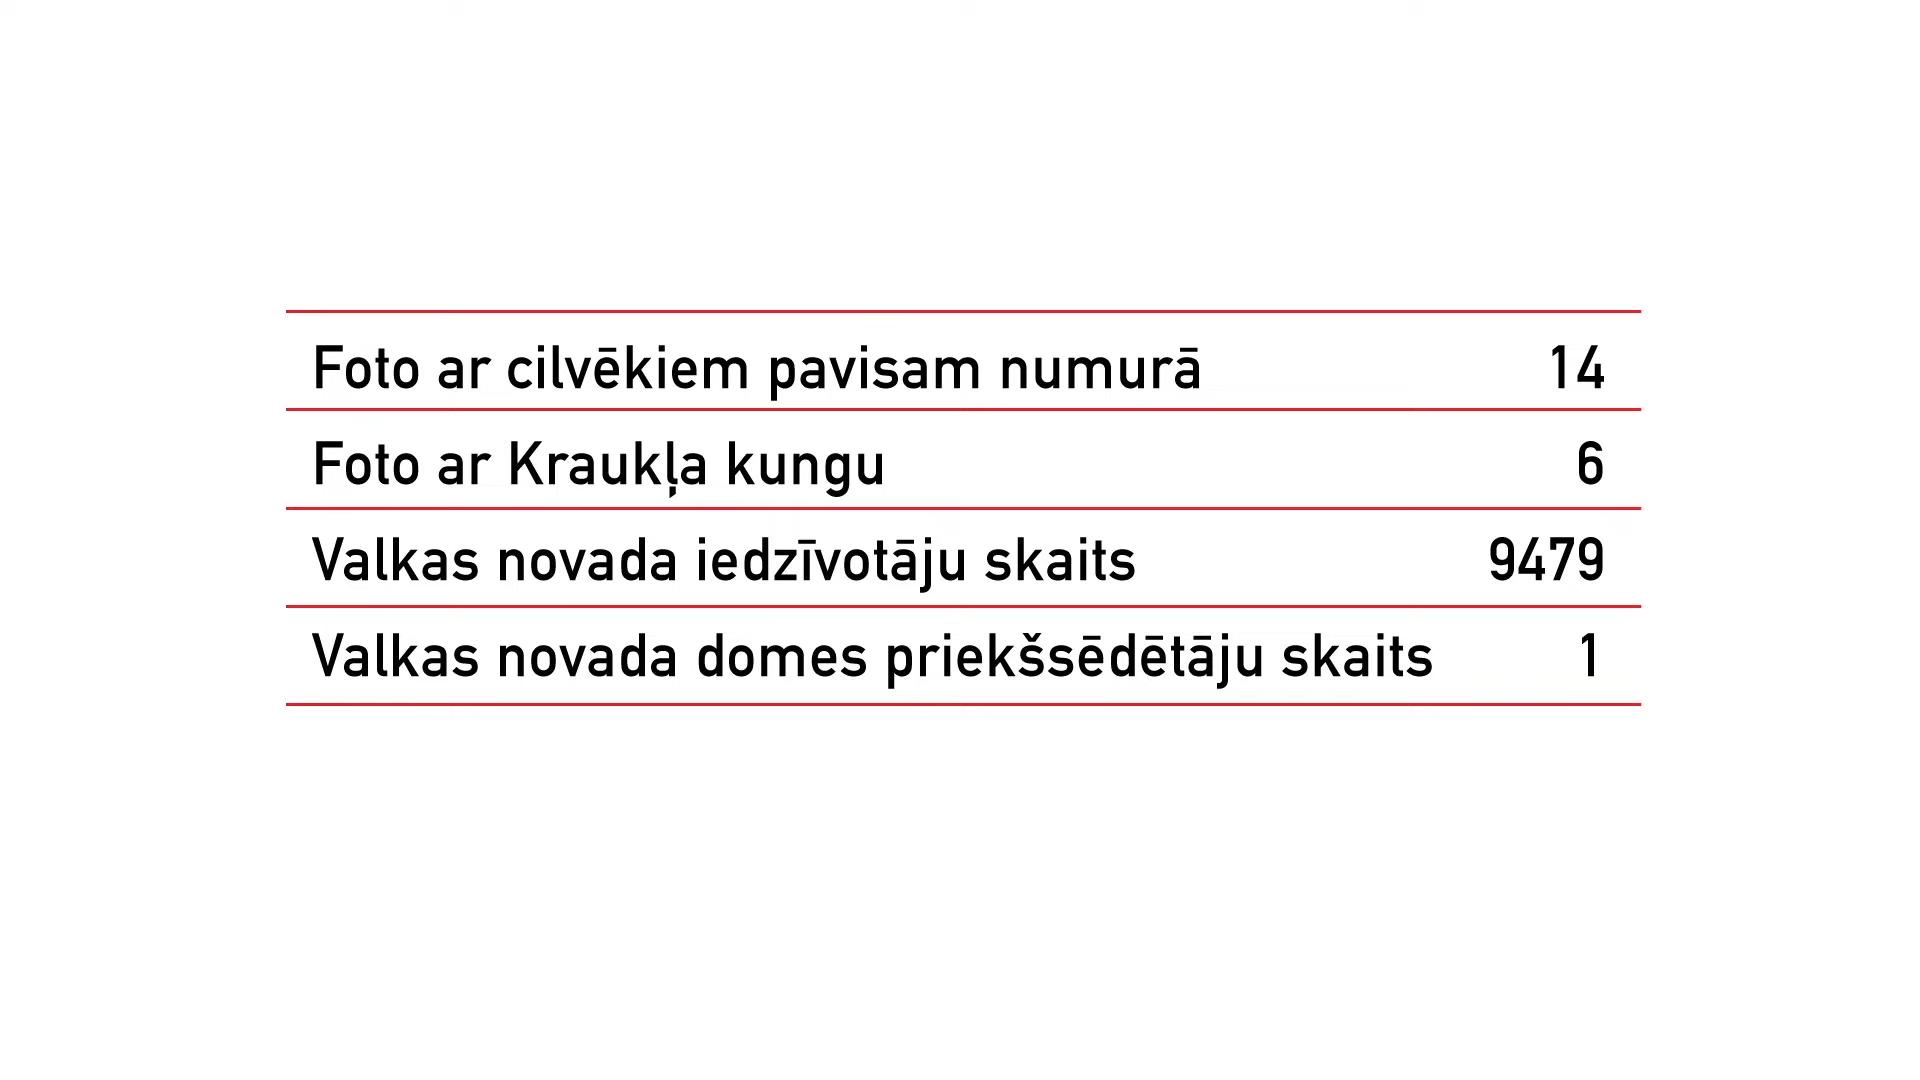 Foto ar cilvēkiem pavisam numurā 14
Foto ar Kraukļa kungu 6
Valkas novada iedzīvotāju skaits 9479
Valkas novada domes priekšsēdētāju skaits 1